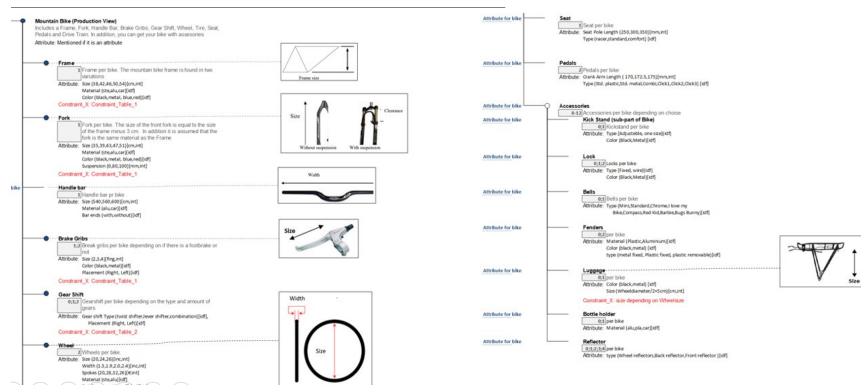 Mountain Bike (Production View)
Includes a Frame, Fork, Handle Bar, Brake Gribs, Gear Shift, Wheel, Tire, Seat,
Pedals and Drive Train. In addition, you can get your bike with
Attribute: Mentioned if it is an attribute
Frame
1 Frame per bike. The mountain bike frame is found in two
variations
Attribute: Size {38,42,46,50,54}[cm,int]
Material {ste,alu,car}[idf]
Color {black,metal, blue,red}[idf]
Constraint_X: Constraint_Table_1
Frame size
Fork
1 Fork per bike. The size of the front fork is equal to the size
of the frame minus 3 cm. In addition it is assumed that the
fork is the same material as the Frame
Attribute: Size {35,39,43,47,51}[cm,int]
Material {ste,alu,car}[idf]
Color {black,metal, blue,red}[idf]
Suspension {0,80,100}[mm,int]
Constraint_X: Constraint_Table_1
Size
Clearance
Without suspension
With suspension
bike
Handle bar
1 Handle bar pr bike
Attribute: Size {540,560,600}[cm,int]
Material {alu,car}[idf]
Bar ends {with,without}[idf]
Width
Brake Gribs
1;2 Break gribs per bike depending on if there is a footbrake or
not
Attribute: Size {2,3,4}[fing,int]
Color {black,metal}[idf]
Placement {Right, Left}[idf]
Constraint_X: Constraint_Table_1
Size
Gear Shift
0;1;2 Gearshift per bike depending on the type and amount of
gears
Attribute: Gear shift Type {twist shifter,lever shifter,combination}[idf],
Placement {Right, Left}[idf]
Constraint_X: Constraint_Table_2
Wheel
2 Wheels per bike.
Attribute: Size {20,24,26}[inc,int]
Width {1.5,1.9,2.0,2.4}[inc,int]
Spokes {20,28,32,26}[#,int]
Material {ste,alu}[idf]
Width
Size
Attribute for bike
Seat
1 Seat per bike
Attribute: Seat Pole Length {250,300,350}[mm,int]
Type {racer,standard,comfort} [idf]
Attribute for bike
Pedals
2 Pedals per bike
Attribute: Crank Arm Length { 170,172.5,175}[mm,int]
Type {Std. plastic,Std. metal,Combi,Click1,Click2,Click3} [idf]
Attribute for bike
Accessories
0-12 Accessories per bike depending on chose
Attribute for bike
Kick Stand (sub-part of Bike)
0;1 Kickstand per bike
Attribute: Type {Adjustable, one size}[idf]
Color {Black,Metal}[idf]
Attribute for bike
Lock
0;1;2 Locks per bike
Attribute: Type {Fixed, wire}[idf]
Color {Black,Metal}[idf]
Attribute for bike
Bells
0;1 Bells per bike
Attribute: Type {Mini,Standard,Chrome,I love my
Bike,Compass,Red Kid,Barbie,Bugs Bunny}[idf]
Attribute for bike
Fenders
0;2 per bike
Attribute: Material {Plastic,Aluminum}[idf]
Color {black,metal} [idf]
type {metal fixed, Plastic fixed, plastic removable}[idf]
Attribute for bike
Luggage
0;1 per bike
Attribute: Color {black,metal} [idf]
Size {Wheeldiameter/2+5cm}[cm,int]
Constraint_X: size depending on Wheelsize
Size
Attribute for bike
Bottle holder
0;1 per bike
Attribute: Material {alu,pla,car}[idf]
Attribute for bike
Reflector
0;1;2;3;4 per bike
Attribute: type {Wheel reflectors,Back reflector,Front reflector }[idf]